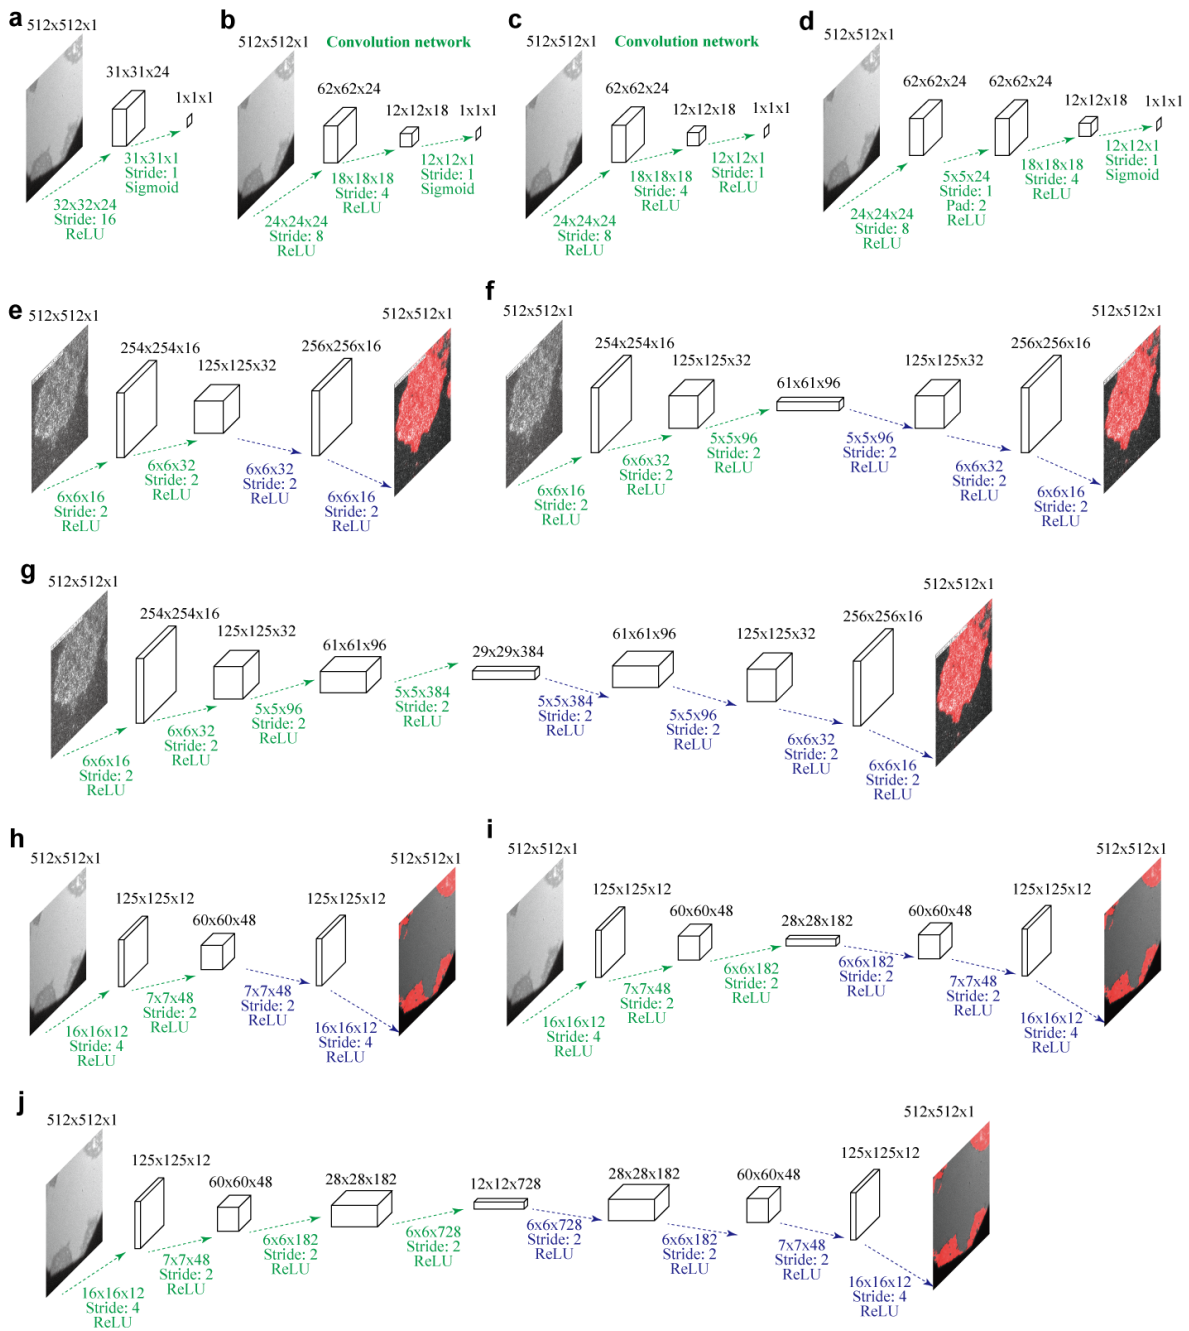 a
512x512x1
31x31x24
1x1x1
31x31x1
Stride: 1
Sigmoid
32x32x24
Stride: 16
ReLU
b
512x512x1
Convolution network
62x62x24
12x12x18
1x1x1
12x12x1
Stride: 1
Sigmoid
18x18x18
Stride: 4
ReLU
24x24x24
Stride: 8
ReLU
c
512x512x1
Convolution network
62x62x24
12x12x18
1x1x1
12x12x1
Stride: 1
ReLU
18x18x18
Stride: 4
ReLU
24x24x24
Stride: 8
ReLU
d
512x512x1
62x62x24
62x62x24
12x12x18
1x1x1
12x12x1
Stride: 1
Sigmoid
18x18x18
Stride: 4
ReLU
5x5x24
Stride: 1
Pad: 2
ReLU
24x24x24
Stride: 8
ReLU
e
512x512x1
254x254x16
125x125x32
256x256x16
512x512x1
6x6x16
Stride: 2
ReLU
6x6x32
Stride: 2
ReLU
6x6x32
Stride: 2
ReLU
6x6x16
Stride: 2
ReLU
f
512x512x1
254x254x16
125x125x32
61x61x96
125x125x32
256x256x16
512x512x1
6x6x16
Stride: 2
ReLU
6x6x32
Stride: 2
ReLU
5x5x96
Stride: 2
ReLU
5x5x96
Stride: 2
ReLU
6x6x32
Stride: 2
ReLU
6x6x16
Stride: 2
ReLU
g
512x512x1
254x254x16
125x125x32
61x61x96
29x29x384
61x61x96
125x125x32
256x256x16
512x512x1
6x6x16
Stride: 2
ReLU
6x6x32
Stride: 2
ReLU
5x5x96
Stride: 2
ReLU
5x5x384
Stride: 2
ReLU
5x5x384
Stride: 2
ReLU
5x5x96
Stride: 2
ReLU
6x6x32
Stride: 2
ReLU
6x6x16
Stride: 2
ReLU
h
512x512x1
125x125x12
60x60x48
125x125x12
512x512x1
16x16x12
Stride: 4
ReLU
7x7x48
Stride: 2
ReLU
7x7x48
Stride: 2
ReLU
16x16x12
Stride: 4
ReLU
i
512x512x1
125x125x12
60x60x48
28x28x182
60x60x48
125x125x12
512x512x1
16x16x12
Stride: 4
ReLU
7x7x48
Stride: 2
ReLU
6x6x182
Stride: 2
ReLU
6x6x182
Stride: 2
ReLU
7x7x48
Stride: 2
ReLU
16x16x12
Stride: 4
ReLU
j
512x512x1
125x125x12
60x60x48
28x28x182
12x12x728
28x28x182
60x60x48
125x125x12
512x512x1
16x16x12
Stride: 4
ReLU
7x7x48
Stride: 2
ReLU
6x6x182
Stride: 2
ReLU
6x6x728
Stride: 2
ReLU
6x6x728
Stride: 2
ReLU
6x6x182
Stride: 2
ReLU
7x7x48
Stride: 2
ReLU
16x16x12
Stride: 4
ReLU